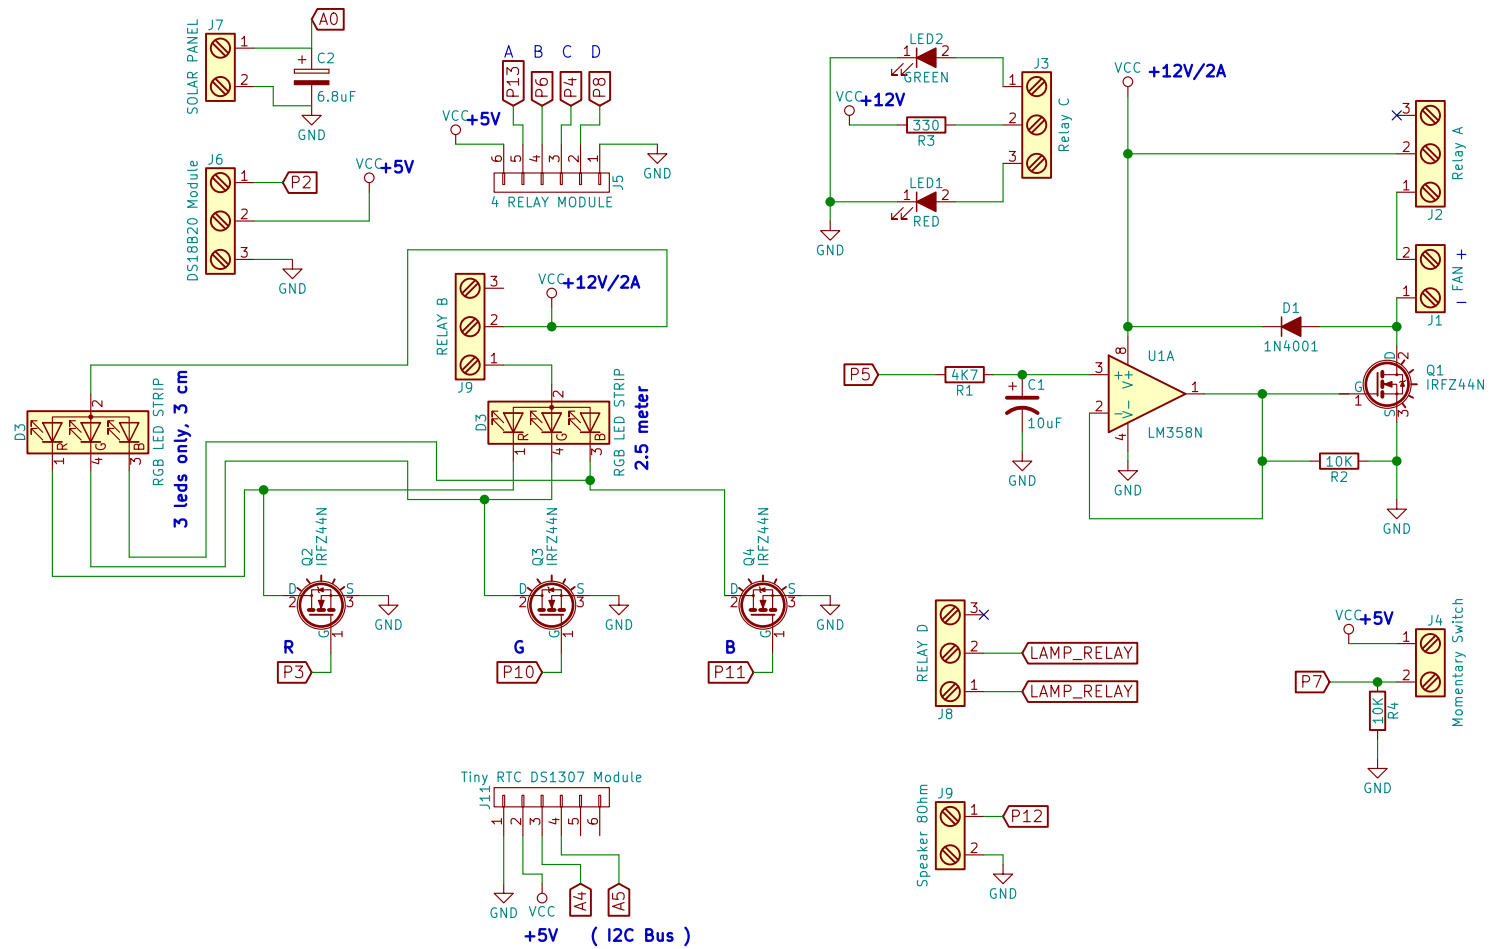 J7
SOLAR PANEL
1
2
A0
+
C2
6.8uF
GND
J6
DS18B20 Module
1
2
3
P2
VCC +5V
GND
A B C D
P13 P6 P4 P8
VCC +5V
6 5 4 3 2 1
J5
4 RELAY MODULE
GND
LED2
1 2
GREEN
VCC +12V
330
R3
LED1
1 2
RED
GND
J3
Relay C
1
2
3
VCC +12V/2A
3
2
1
Relay A
J2
2
1
FAN
+
–
J1
D1
1N4001
P5
4K7
R1
+
C1
10uF
GND
U1A
LM358N
3
2
8
4
1
+
–
V+
V-
GND
Q1
IRFZ44N
D
G
S
2
1
3
10K
R2
GND
RELAY B
3
2
1
J9
VCC +12V/2A
D3
2
R G B
1 4 3
RGB LED STRIP
3 leds only, 3 cm
D3
2
R G B
1 4 3
RGB LED STRIP
2.5 meter
Q2
IRFZ44N
D S
2 3
G
1
GND
R
P3
Q3
IRFZ44N
D S
2 3
G
1
GND
G
P10
Q4
IRFZ44N
D S
2 3
G
1
GND
B
P11
RELAY D
3
2
1
J8
LAMP_RELAY
LAMP_RELAY
VCC +5V
J4
Momentary Switch
1
2
P7
10K
R4
GND
Tiny RTC DS1307 Module
J11
1 2 3 4 5 6
GND
VCC
A4
A5
+5V ( I2C Bus )
J9
Speaker 8Ohm
1
2
P12
GND